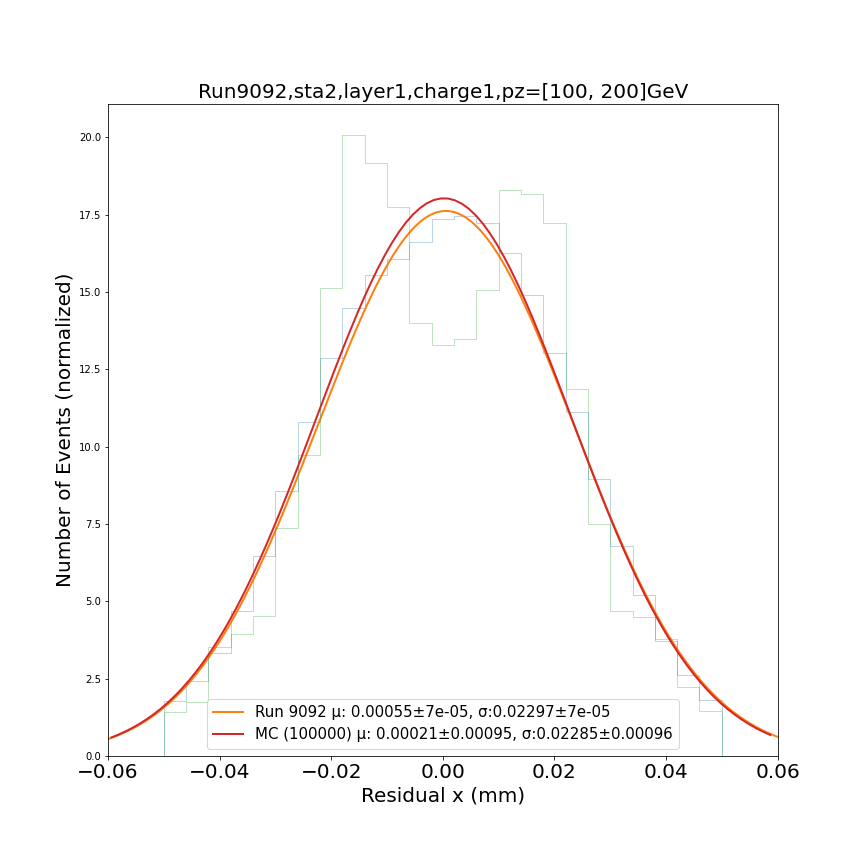 Run9092,sta2,layer1,charge1,pz=[100, 200]GeV
Number of Events (normalized)
20.0
17.5
15.0
12.5
10.0
7.5
5.0
2.5
0.0
Run 9092 μ: 0.00055±7e-05, σ:0.02297±7e-05
MC (100000) μ: 0.00021±0.00095, σ:0.02285±0.00096
−0.06 −0.04 −0.02 0.00 0.02 0.04 0.06
Residual x (mm)